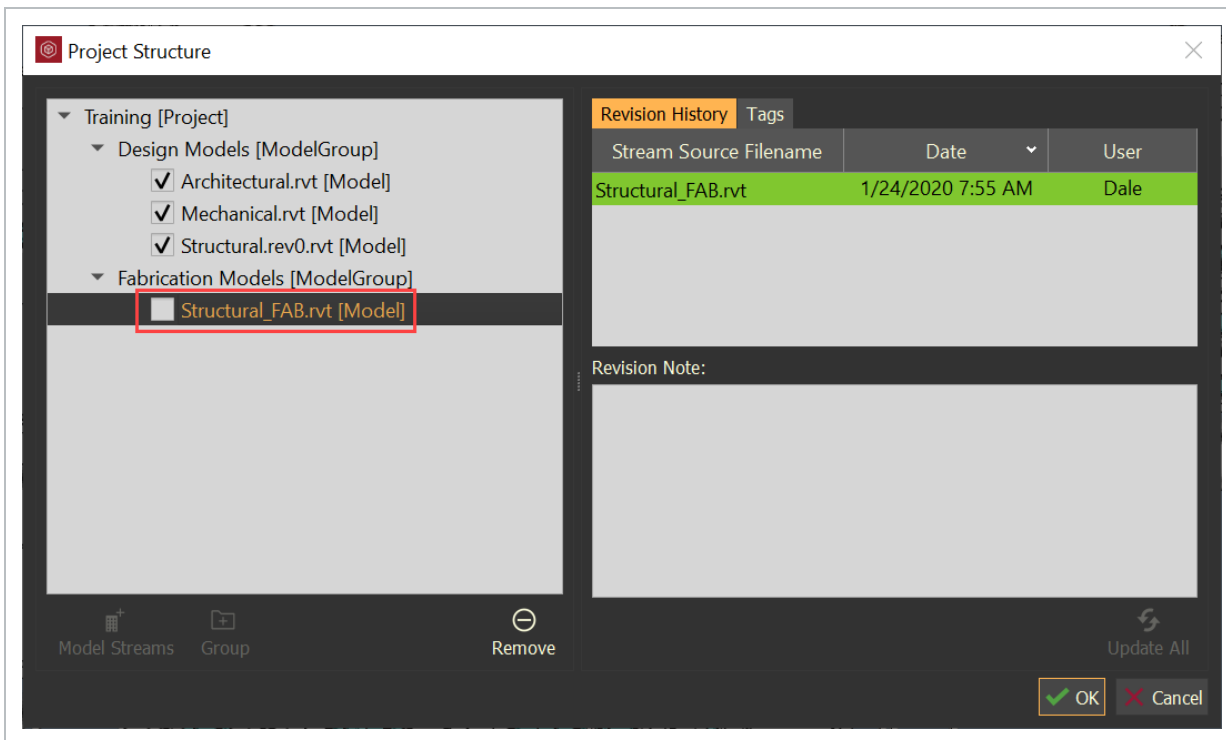 Project Structure
Training [Project]
Design Models [ModelGroup]
Architectural.rvt [Model]
Mechanical.rvt [Model]
Structural.rev0.rvt [Model]
Fabrication Models [ModelGroup]
Structural_FAB.rvt [Model]
Model Streams Group Remove
Revision History Tags
Stream Source Filename Date User
Structural_FAB.rvt 1/24/2020 7:55 AM Dale
Revision Note:
Update All
OK Cancel